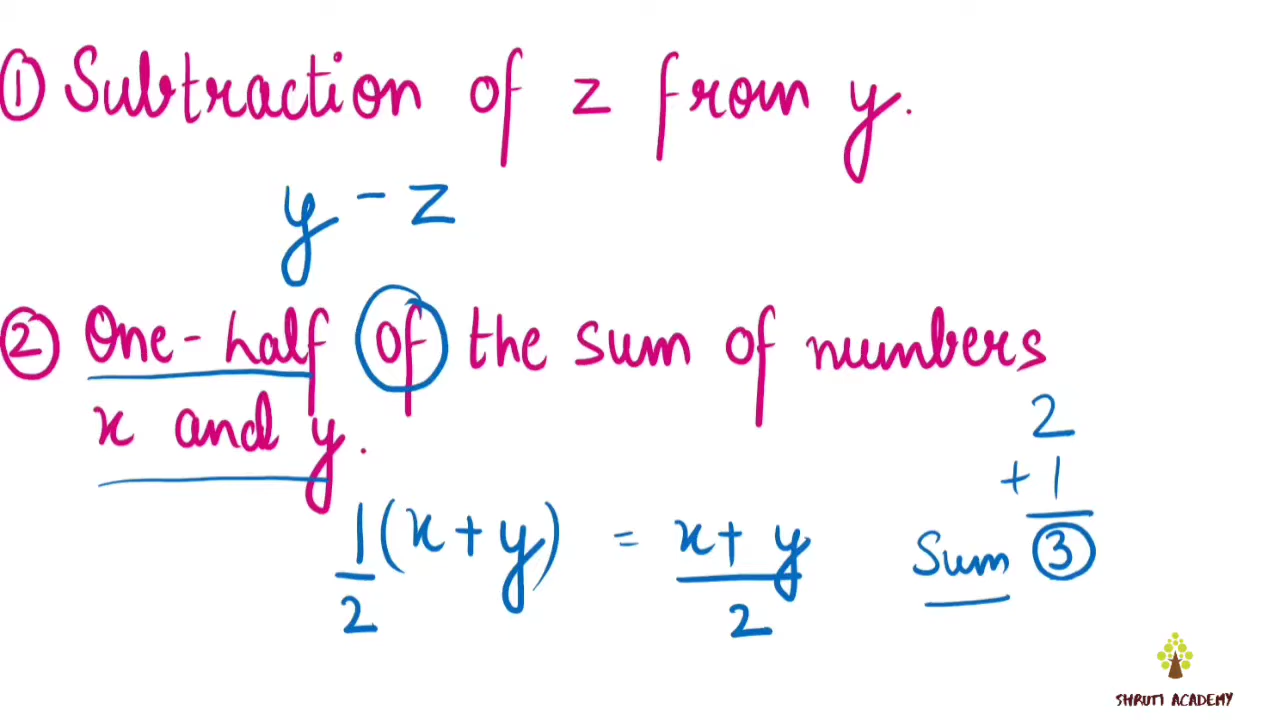 ① Subtraction of z from y.
y - z
② One-half of the sum of numbers
x and y.
2
+ 1
1/2 (x + y) = x + y / 2
Sum ③
SHRUTI ACADEMY